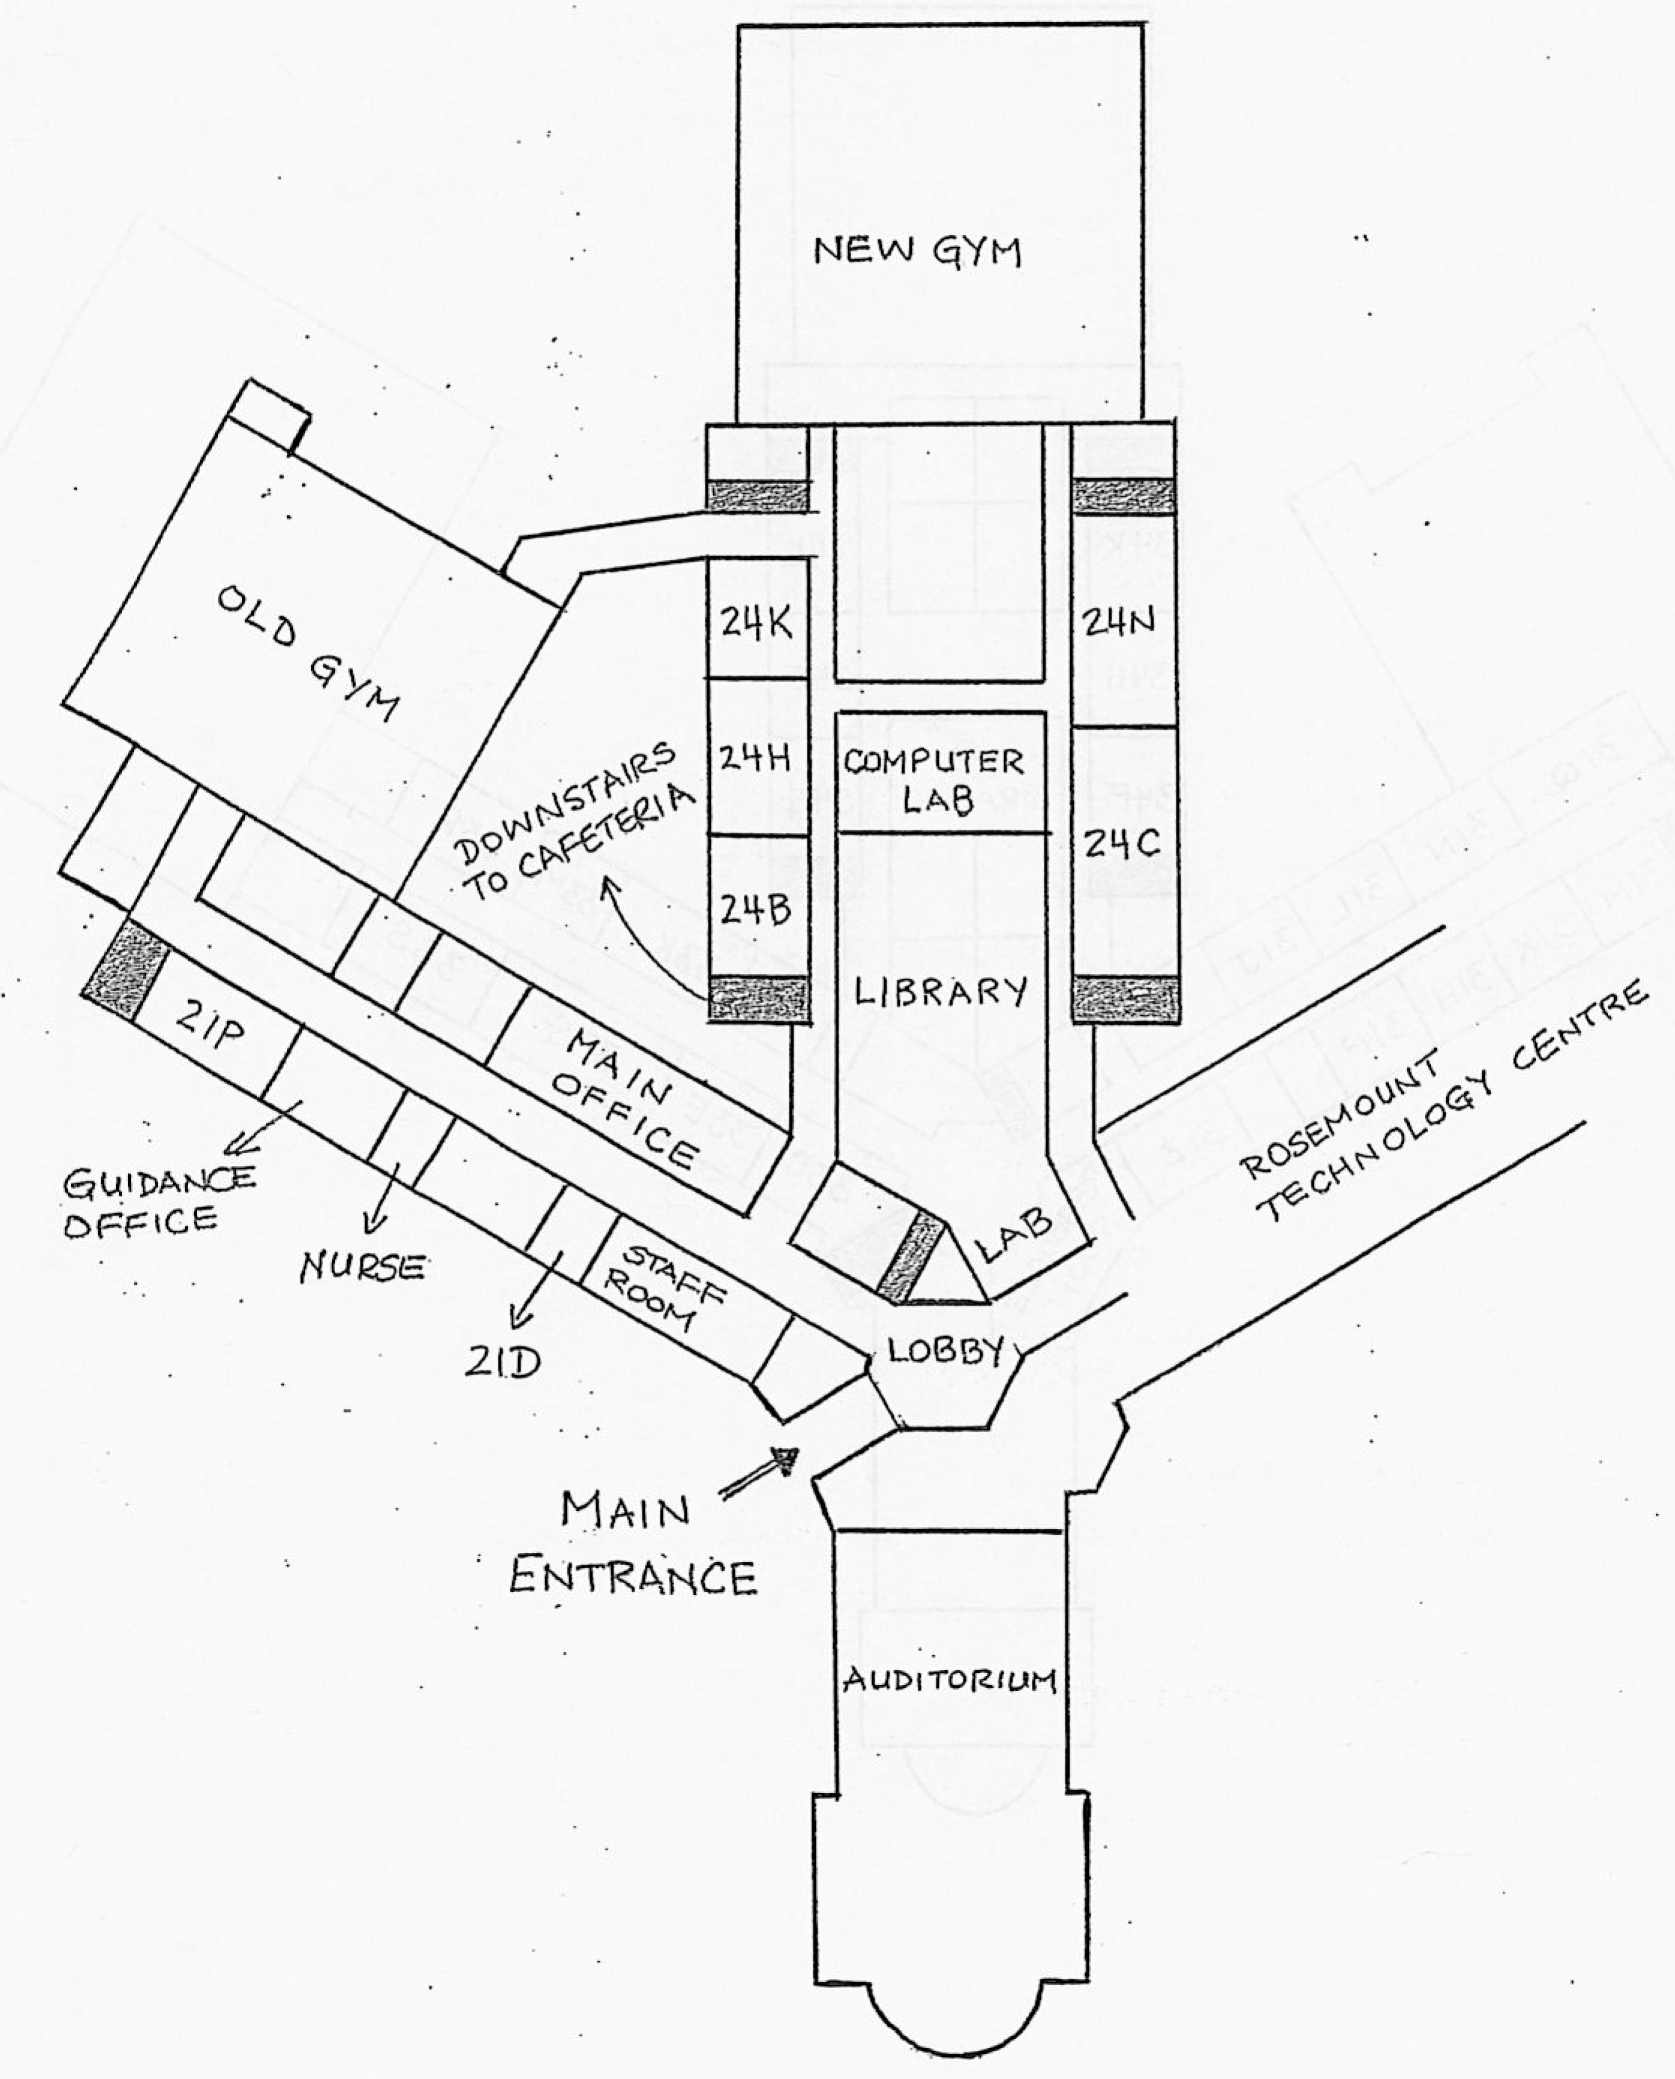 NEW GYM
OLD GYM
24K
24N
24H
COMPUTER
LAB
DOWNSTAIRS
TO CAFETERIA
24C
24B
LIBRARY
21P
MAIN
OFFICE
ROSEMOUNT
TECHNOLOGY CENTRE
GUIDANCE
OFFICE
NURSE
LAB
STAFF
ROOM
21D
LOBBY
MAIN
ENTRANCE
AUDITORIUM